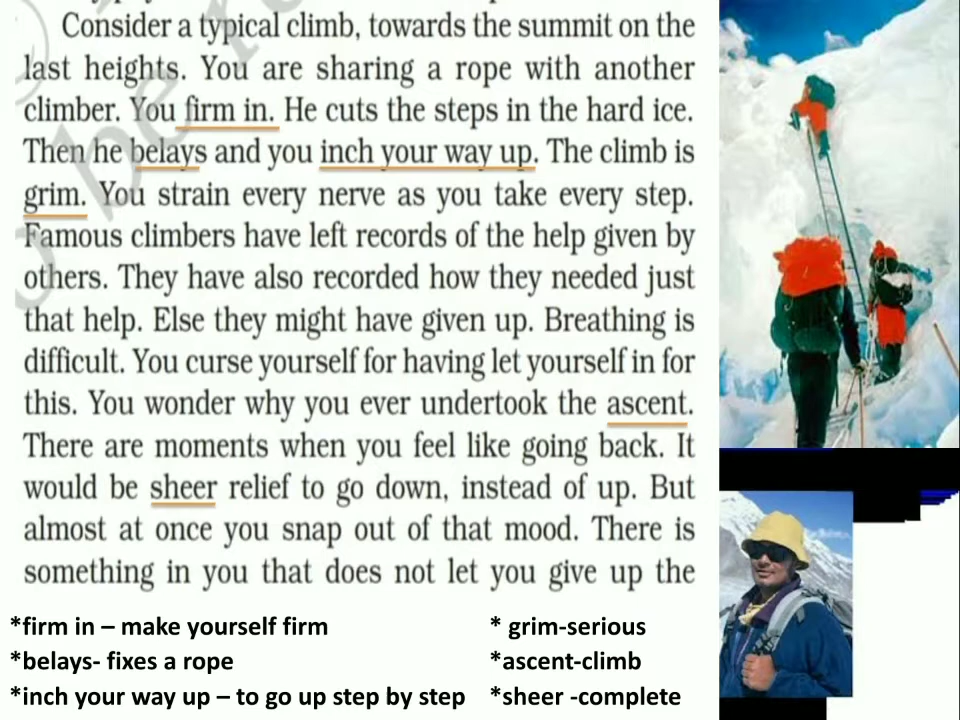 Consider a typical climb, towards the summit on the
last heights. You are sharing a rope with another
climber. You firm in. He cuts the steps in the hard ice.
Then he belays and you inch your way up. The climb is
grim. You strain every nerve as you take every step.
Famous climbers have left records of the help given by
others. They have also recorded how they needed just
that help. Else they might have given up. Breathing is
difficult. You curse yourself for having let yourself in for
this. You wonder why you ever undertook the ascent.
There are moments when you feel like going back. It
would be sheer relief to go down, instead of up. But
almost at once you snap out of that mood. There is
something in you that does not let you give up the
*firm in – make yourself firm
*belays- fixes a rope
*inch your way up – to go up step by step
* grim-serious
*ascent-climb
*sheer -complete